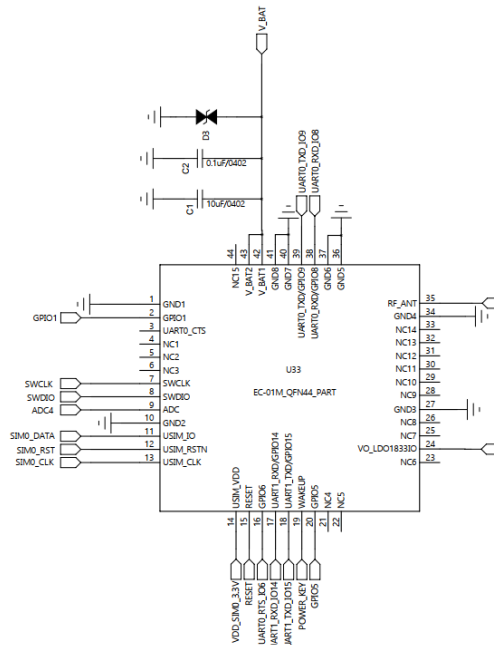 V_BAT
D3
C2
0.1uF/0402
C1
10uF/0402
UART0_TXD_IO9
UART0_RXD_IO8
44
43
42
41
40
39
38
37
36
NC15
V_BAT2
V_BAT1
GND8
GND7
UART0_TXD/GPIO9
UART0_RXD/GPIO8
GND6
GND5
1 GND1
GPIO1 2 GPIO1
3 UART0_CTS
4 NC1
5 NC2
6 NC3
SWCLK 7 SWCLK
SWDIO 8 SWDIO
ADC4 9 ADC
10 GND2
SIM0_DATA 11 USIM_IO
SIM0_RST 12 USIM_RSTN
SIM0_CLK 13 USIM_CLK
U33
EC-01M_QFN44_PART
RF_ANT 35
GND4 34
NC14 33
NC13 32
NC12 31
NC11 30
NC10 29
NC9 28
GND3 27
NC8 26
NC7 25
VO_LDO1833IO 24
NC6 23
USIM_VDD
RESET
GPIO6
UART1_RXD/GPIO14
UART1_TXD/GPIO15
WAKEUP
GPIO5
NC4
NC5
14
15
16
17
18
19
20
21
22
VDD_SIM0_3.3V
RESET
UART0_RTS_IO6
UART1_RXD_IO14
UART1_TXD_IO15
POWER_KEY
GPIO5